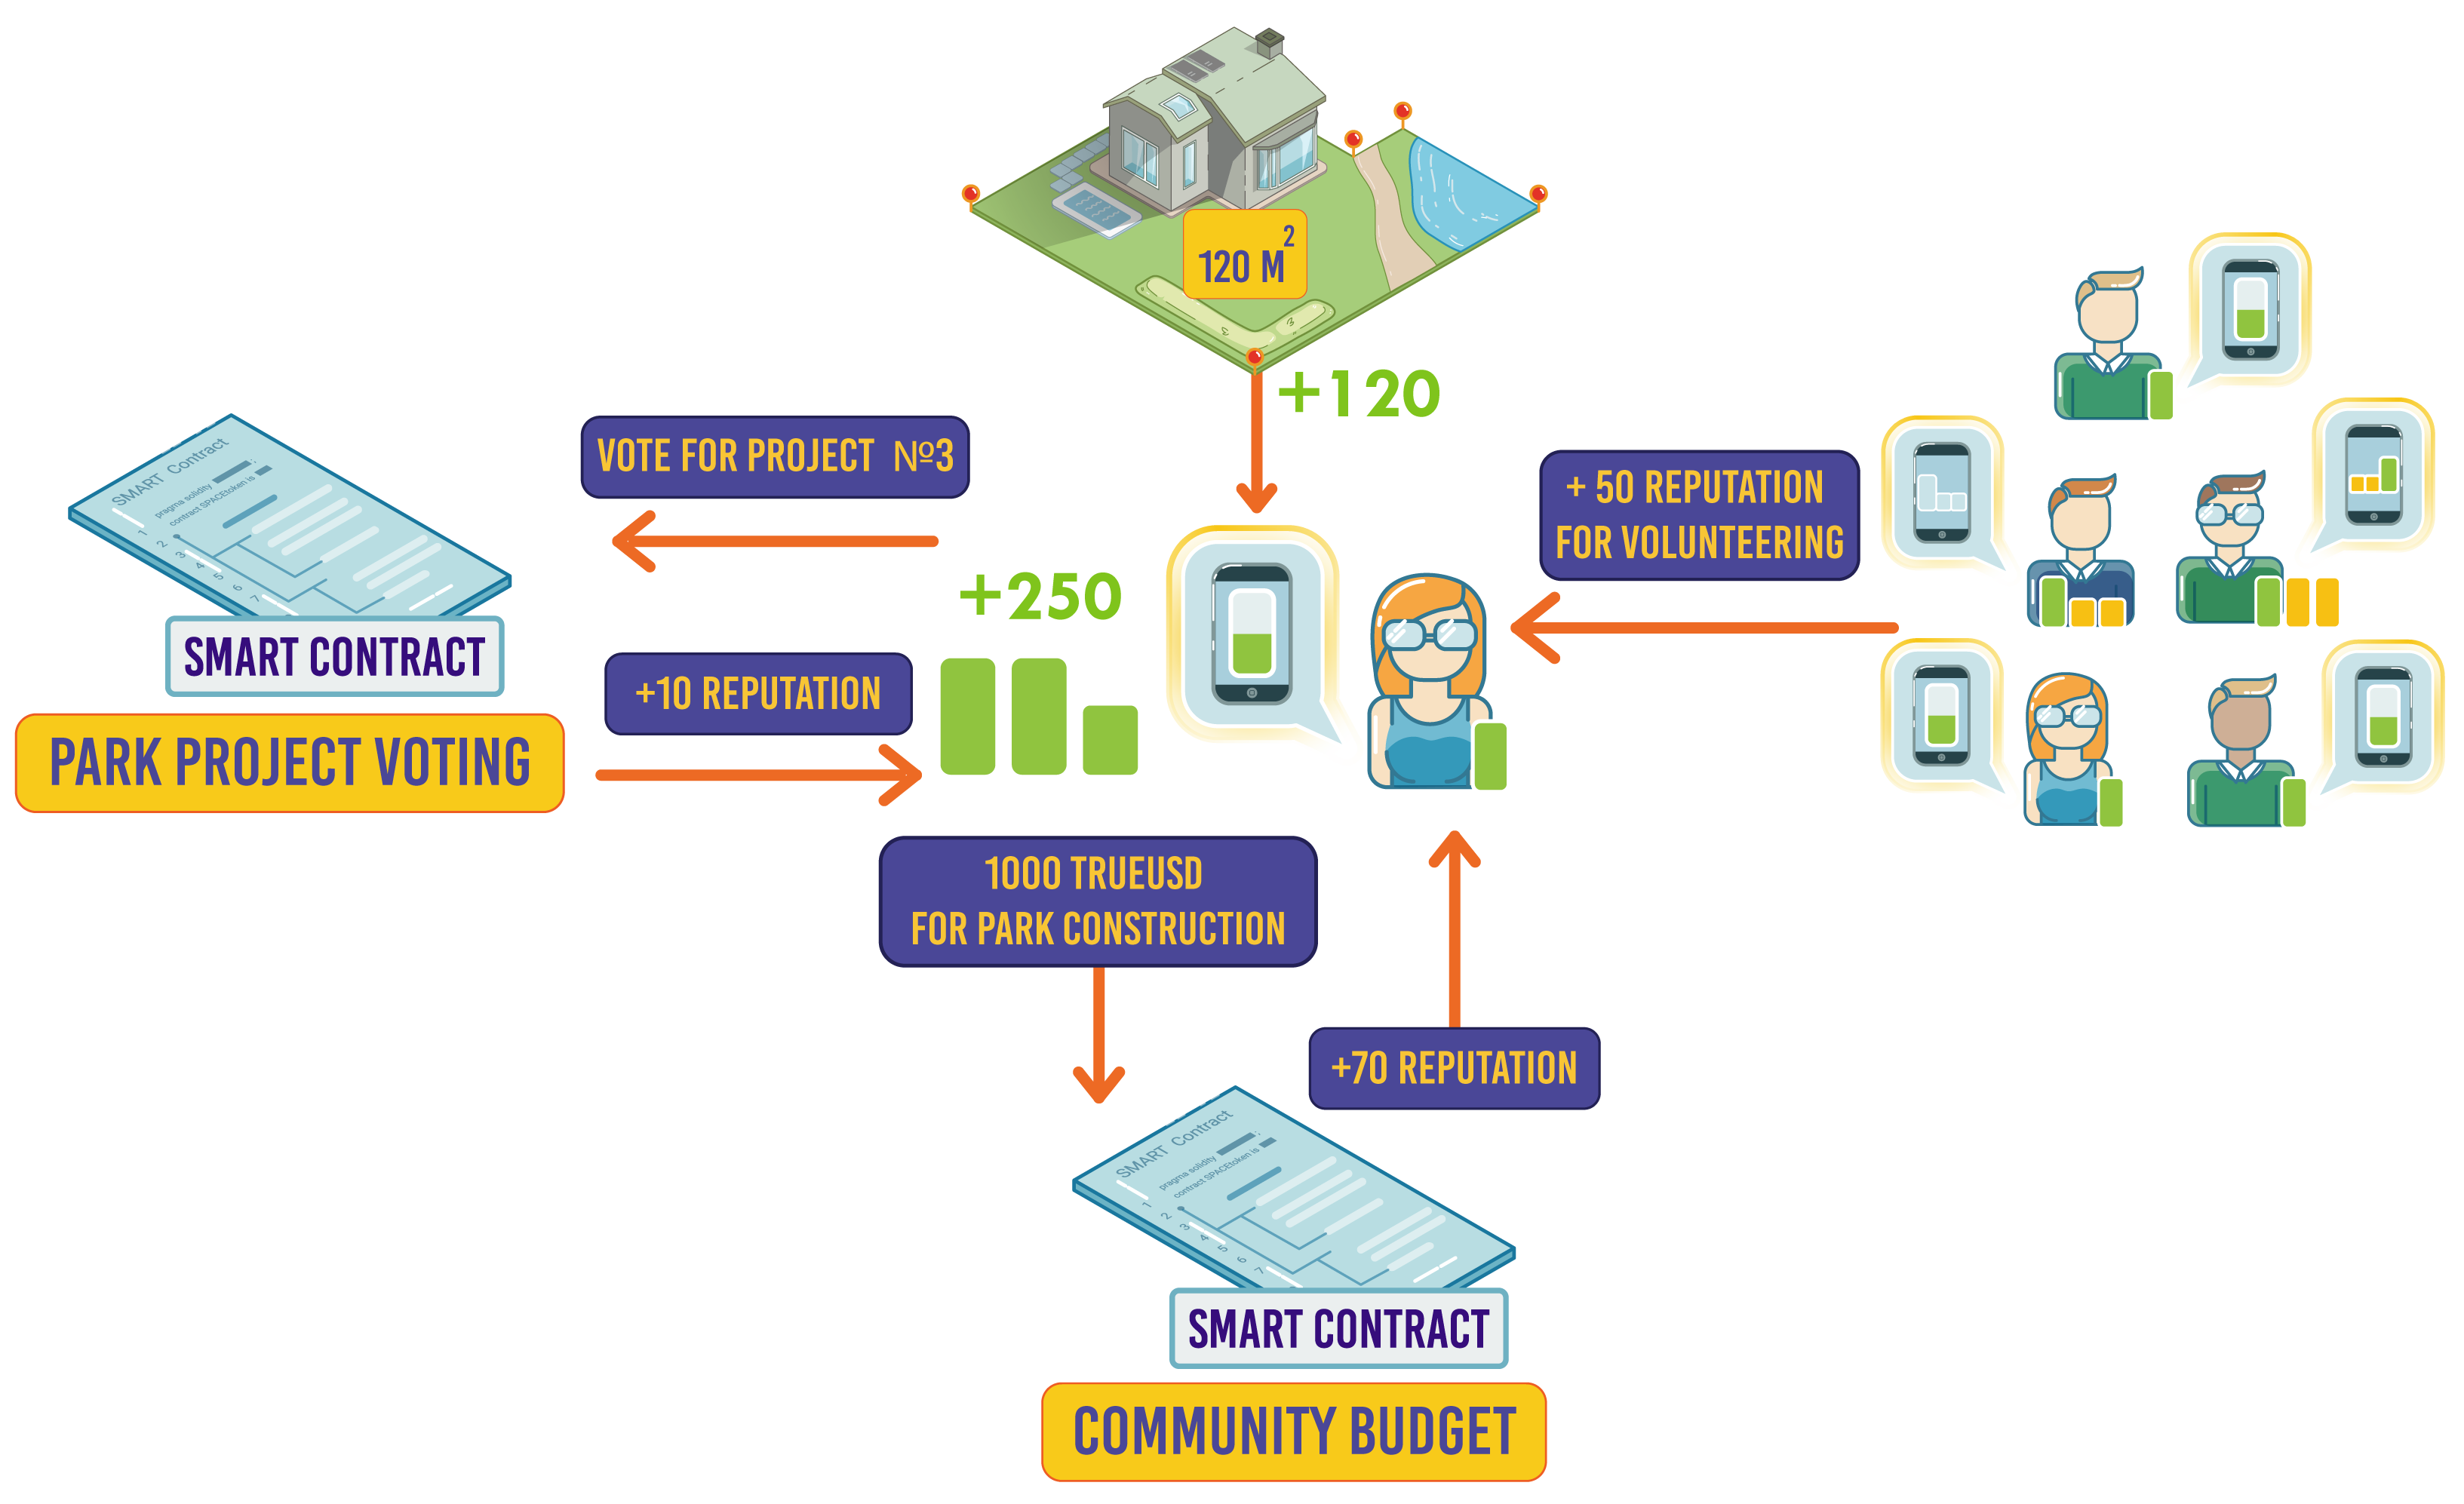 120 M²
+120
VOTE FOR PROJECT №3
+ 50 REPUTATION
FOR VOLUNTEERING
SMART Contract
pragma solidity
contract SPACEtoken is
1
2
3
4
5
6
7
SMART CONTRACT
PARK PROJECT VOTING
+250
+10 REPUTATION
1000 TRUEUSD
FOR PARK CONSTRUCTION
+70 REPUTATION
SMART Contract
pragma solidity
contract SPACEtoken is
1
2
3
4
5
6
7
SMART CONTRACT
COMMUNITY BUDGET